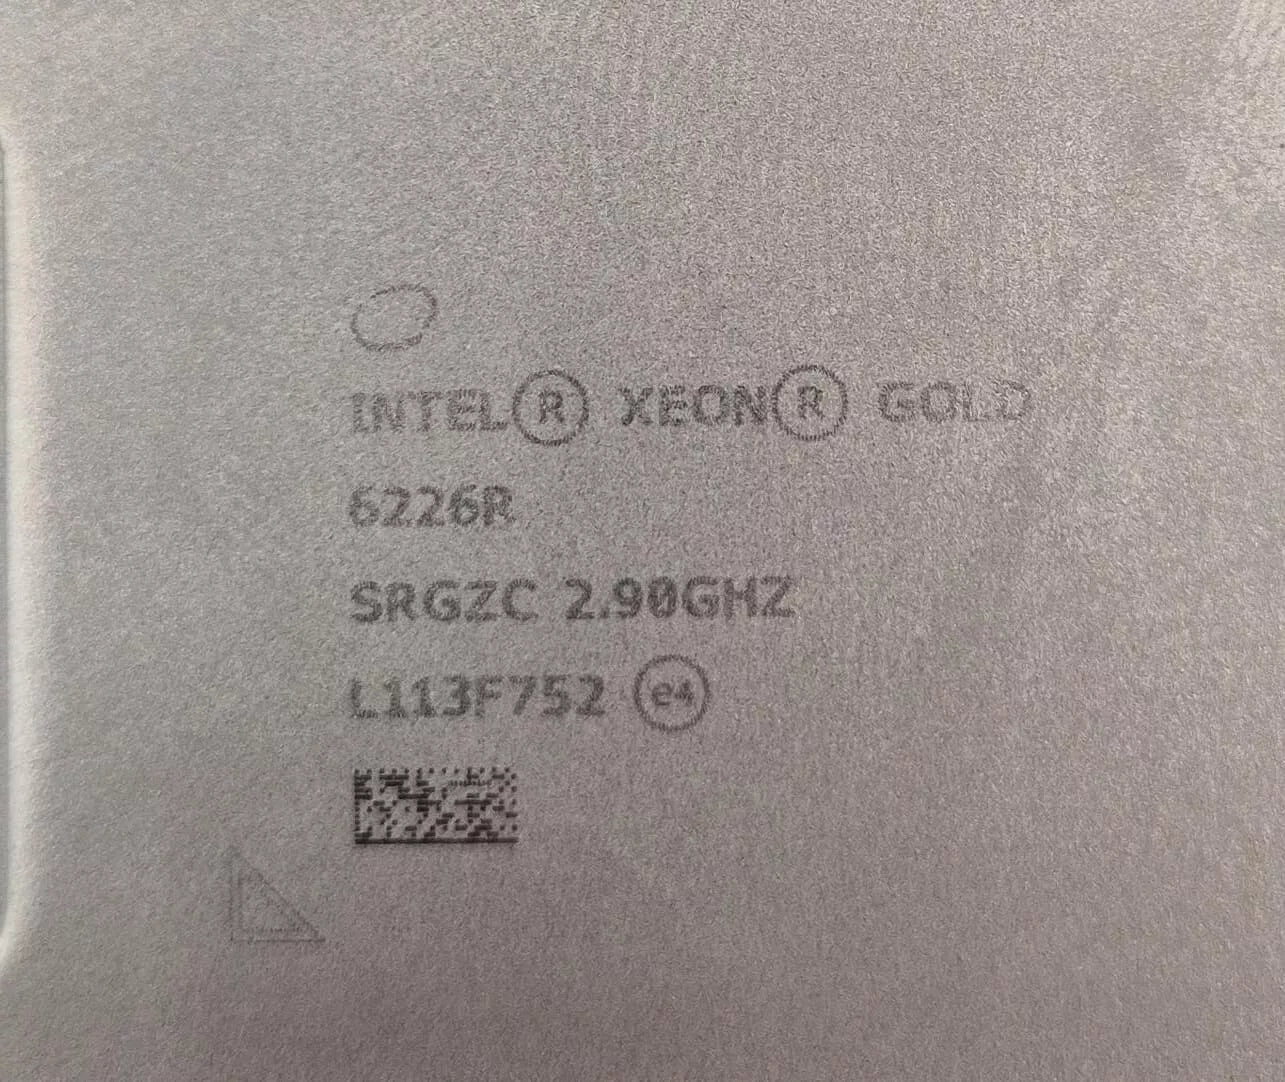 INTEL® XEON® GOLD
6226R
SRGZC 2.90GHZ
L113F752 e4